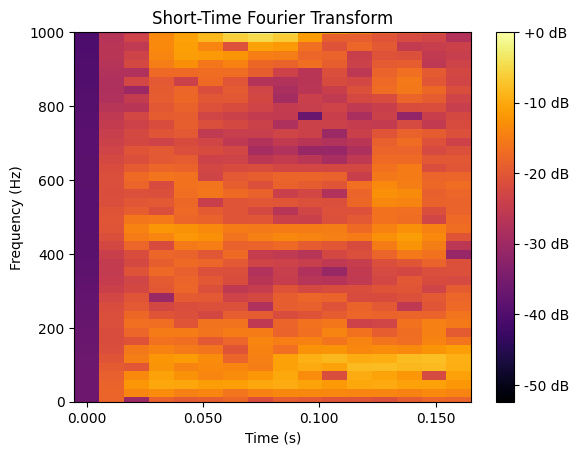 Short-Time Fourier Transform
1000
800
600
400
200
0
Frequency (Hz)
0.000
0.050
0.100
0.150
Time (s)
+0 dB
-10 dB
-20 dB
-30 dB
-40 dB
-50 dB